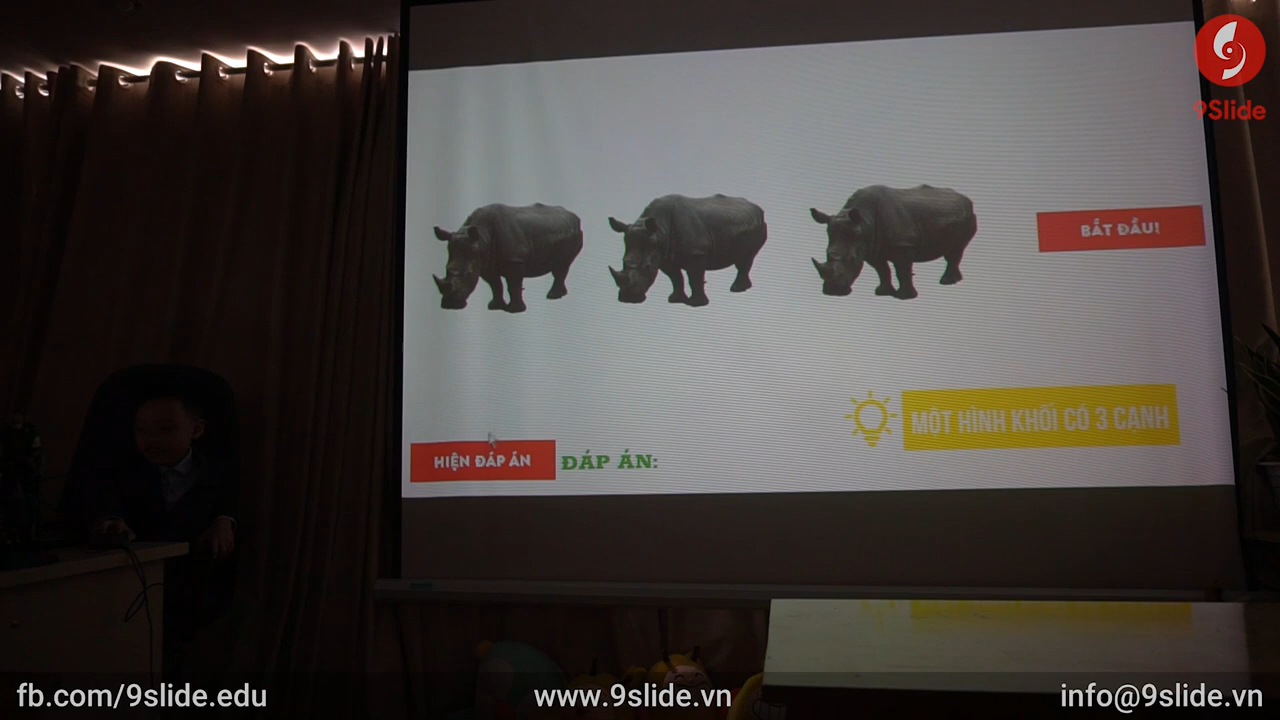 9Slide
BẮT ĐẦU!
MỘT HÌNH KHỐI CÓ 3 CẠNH
HIỆN ĐÁP ÁN
ĐÁP ÁN:
fb.com/9slide.edu
www.9slide.vn
info@9slide.vn